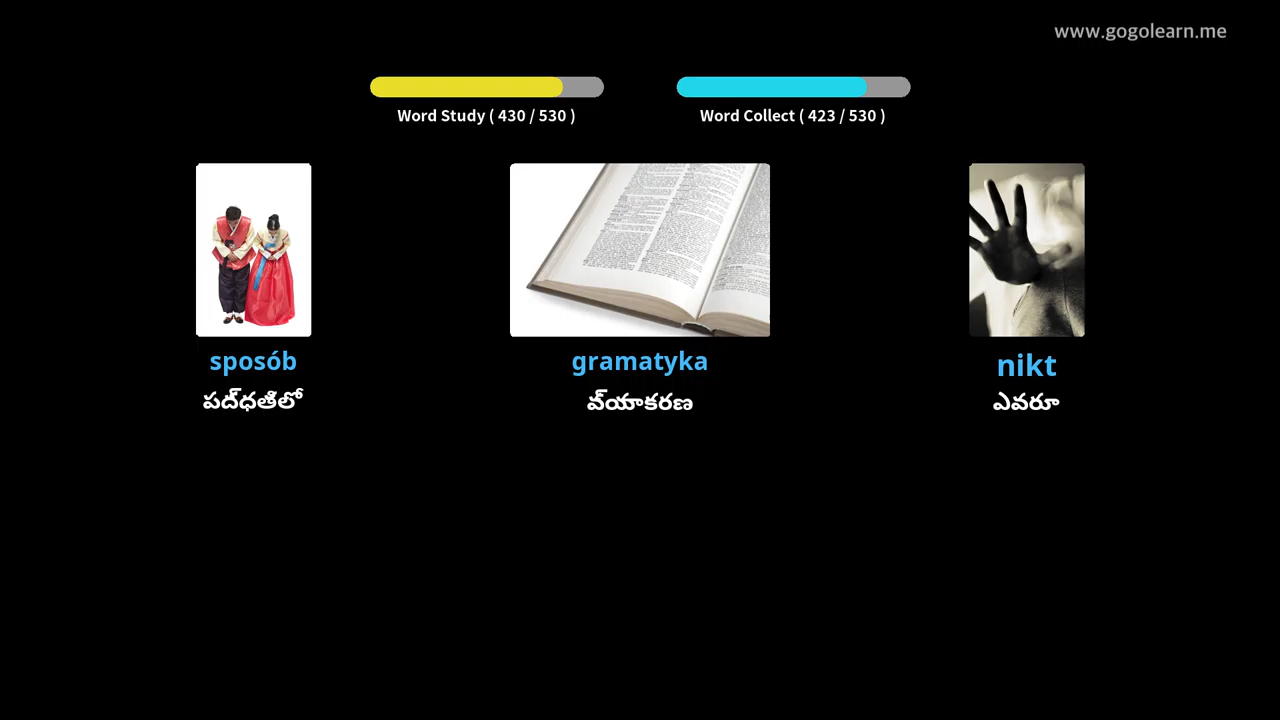 www.gogolearn.me
Word Study ( 430 / 530 )
Word Collect ( 423 / 530 )
sposób
gramatyka
nikt
పద్ధతిలో
వ్యాకరణ
ఎవరూ